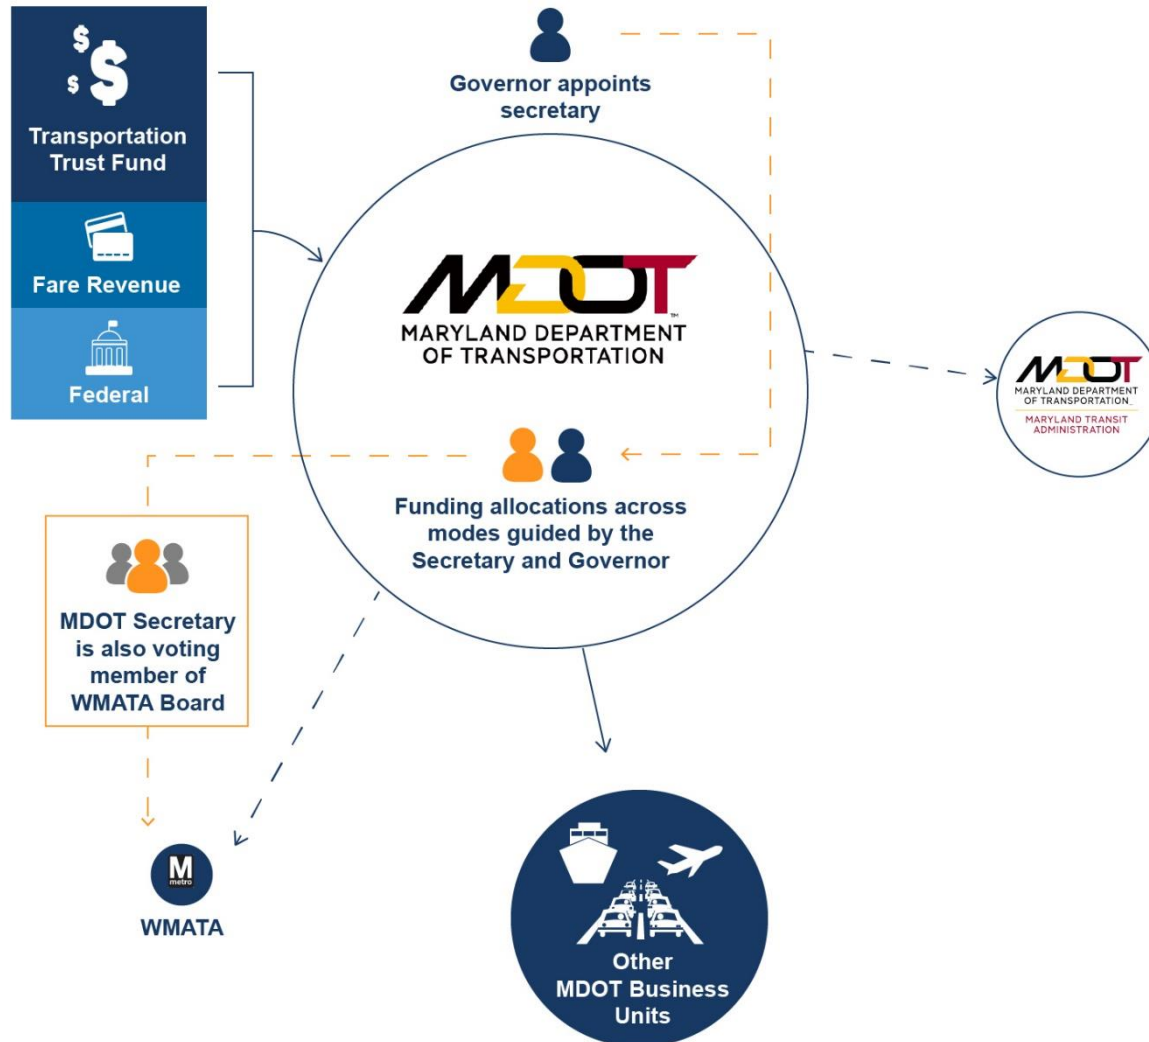 $
$
$
Transportation
Trust Fund
Fare Revenue
Federal
Governor appoints
secretary
MDOT™
MARYLAND DEPARTMENT
OF TRANSPORTATION
Funding allocations across
modes guided by the
Secretary and Governor
MDOT
MARYLAND DEPARTMENT
OF TRANSPORTATION
MARYLAND TRANSIT
ADMINISTRATION
MDOT Secretary
is also voting
member of
WMATA Board
M
metro
WMATA
Other
MDOT Business
Units